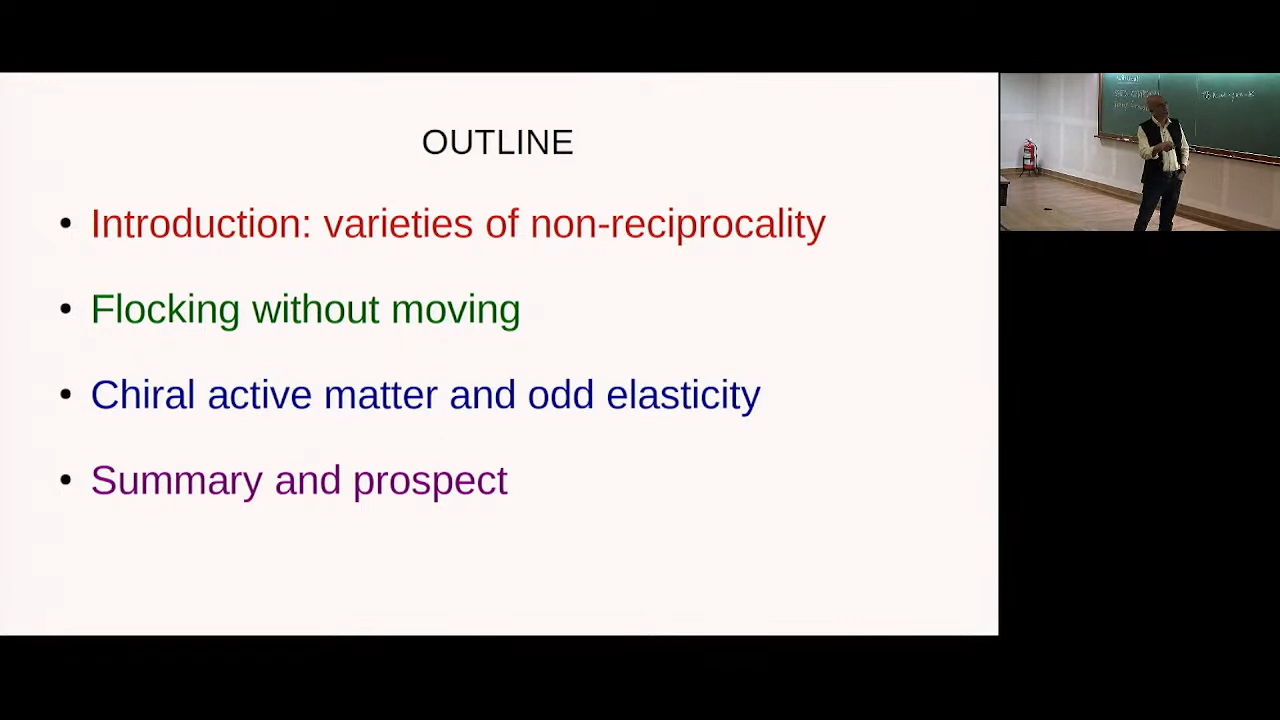 OUTLINE
• Introduction: varieties of non-reciprocality
• Flocking without moving
• Chiral active matter and odd elasticity
• Summary and prospect